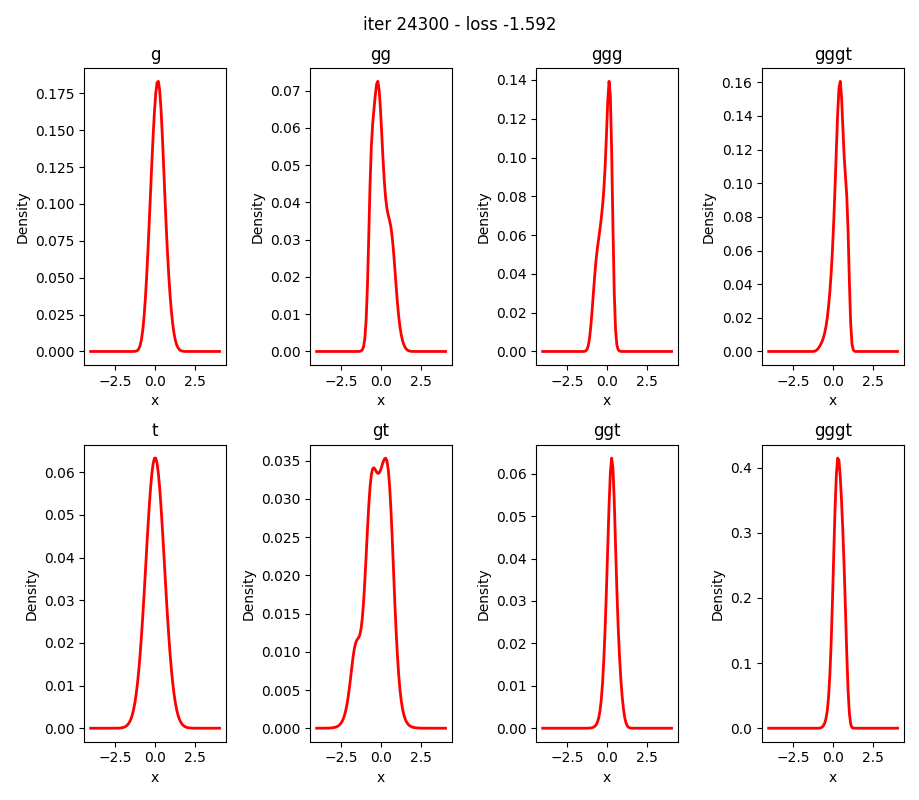 iter 24300 - loss -1.592
g
gg
ggg
gggt
0.175
0.150
0.125
0.100
0.075
0.050
0.025
0.000
Density
−2.5 0.0 2.5
x
0.07
0.06
0.05
0.04
0.03
0.02
0.01
0.00
Density
−2.5 0.0 2.5
x
0.14
0.12
0.10
0.08
0.06
0.04
0.02
0.00
Density
−2.5 0.0 2.5
x
0.16
0.14
0.12
0.10
0.08
0.06
0.04
0.02
0.00
Density
−2.5 0.0 2.5
x
t
gt
ggt
gggt
0.06
0.05
0.04
0.03
0.02
0.01
0.00
Density
−2.5 0.0 2.5
x
0.035
0.030
0.025
0.020
0.015
0.010
0.005
0.000
Density
−2.5 0.0 2.5
x
0.06
0.05
0.04
0.03
0.02
0.01
0.00
Density
−2.5 0.0 2.5
x
0.4
0.3
0.2
0.1
0.0
Density
−2.5 0.0 2.5
x